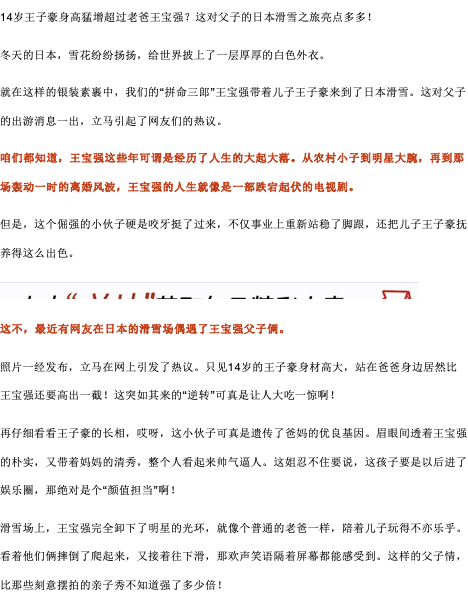 14岁王子豪身高猛增超过老爸王宝强？这对父子的日本滑雪之旅亮点多多！
冬天的日本，雪花纷纷扬扬，给世界披上了一层厚厚的白色外衣。
就在这样的银装素裹中，我们的“拼命三郎”王宝强带着儿子王子豪来到了日本滑雪。这对父子
的出游消息一出，立马引起了网友们的热议。
咱们都知道，王宝强这些年可谓是经历了人生的大起大落。从农村小子到明星大腕，再到那
场轰动一时的离婚风波，王宝强的人生就像是一部跌宕起伏的电视剧。
但是，这个倔强的小伙子硬是咬牙挺了过来，不仅事业上重新站稳了脚跟，还把儿子王子豪抚
养得这么出色。
这不，最近有网友在日本的滑雪场偶遇了王宝强父子俩。
照片一经发布，立马在网上引发了热议。只见14岁的王子豪身材高大，站在爸爸身边居然比
王宝强还要高出一截！这突如其来的“逆转”可真是让人大吃一惊啊！
再仔细看看王子豪的长相，哎呀，这小伙子可真是遗传了爸妈的优良基因。眉眼间透着王宝强
的朴实，又带着妈妈的清秀，整个人看起来帅气逼人。这姐忍不住要说，这孩子要是以后进了
娱乐圈，那绝对是个“颜值担当”啊！
滑雪场上，王宝强完全卸下了明星的光环，就像个普通的老爸一样，陪着儿子玩得不亦乐乎。
看着他们俩摔倒了爬起来，又接着往下滑，那欢声笑语隔着屏幕都能感受到。这样的父子情，
比那些刻意摆拍的亲子秀不知道强了多少倍！